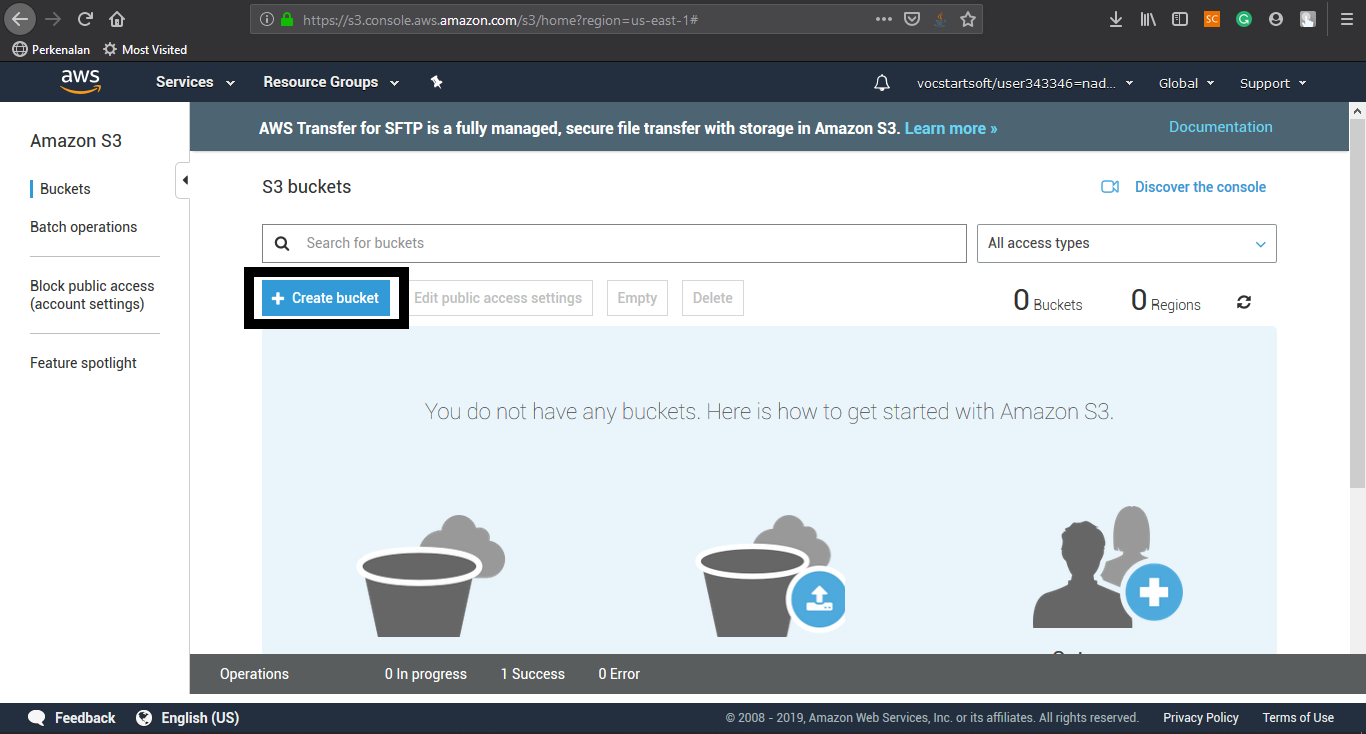 https://s3.console.aws.amazon.com/s3/home?region=us-east-1#
SC
Perkenalan
Most Visited
aws
Services
Resource Groups
vocstartsoft/user343346=nad...
Global
Support
Amazon S3
Buckets
Batch operations
Block public access
(account settings)
Feature spotlight
AWS Transfer for SFTP is a fully managed, secure file transfer with storage in Amazon S3. Learn more »
Documentation
S3 buckets
Discover the console
Search for buckets
All access types
Create bucket
Edit public access settings
Empty
Delete
0 Buckets
0 Regions
You do not have any buckets. Here is how to get started with Amazon S3.
Operations
0 In progress
1 Success
0 Error
Feedback
English (US)
© 2008 - 2019, Amazon Web Services, Inc. or its affiliates. All rights reserved.
Privacy Policy
Terms of Use